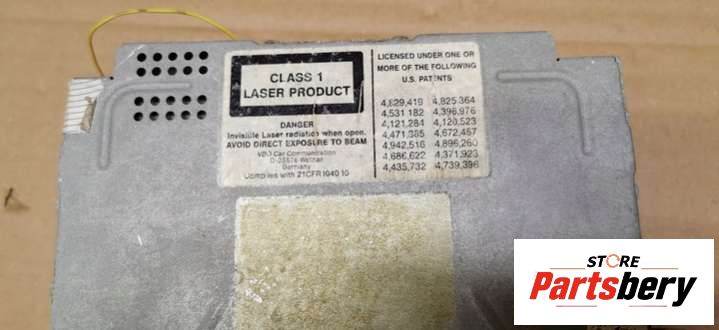 CLASS 1
LASER PRODUCT
DANGER
Invisible Laser radiation when open.
AVOID DIRECT EXPOSURE TO BEAM
VDO Car Communication
Germany
Complies with 21CFR 1040.10
LICENSED UNDER ONE OR
MORE OF THE FOLLOWING
U.S. PATENTS
4,829,419 4,825,364
4,531,182 4,396,976
4,121,284 4,120,523
4,471,385 4,672,457
4,942,516 4,896,260
4,686,622 4,371,923
4,435,732 4,739,396
STORE
Partsbery